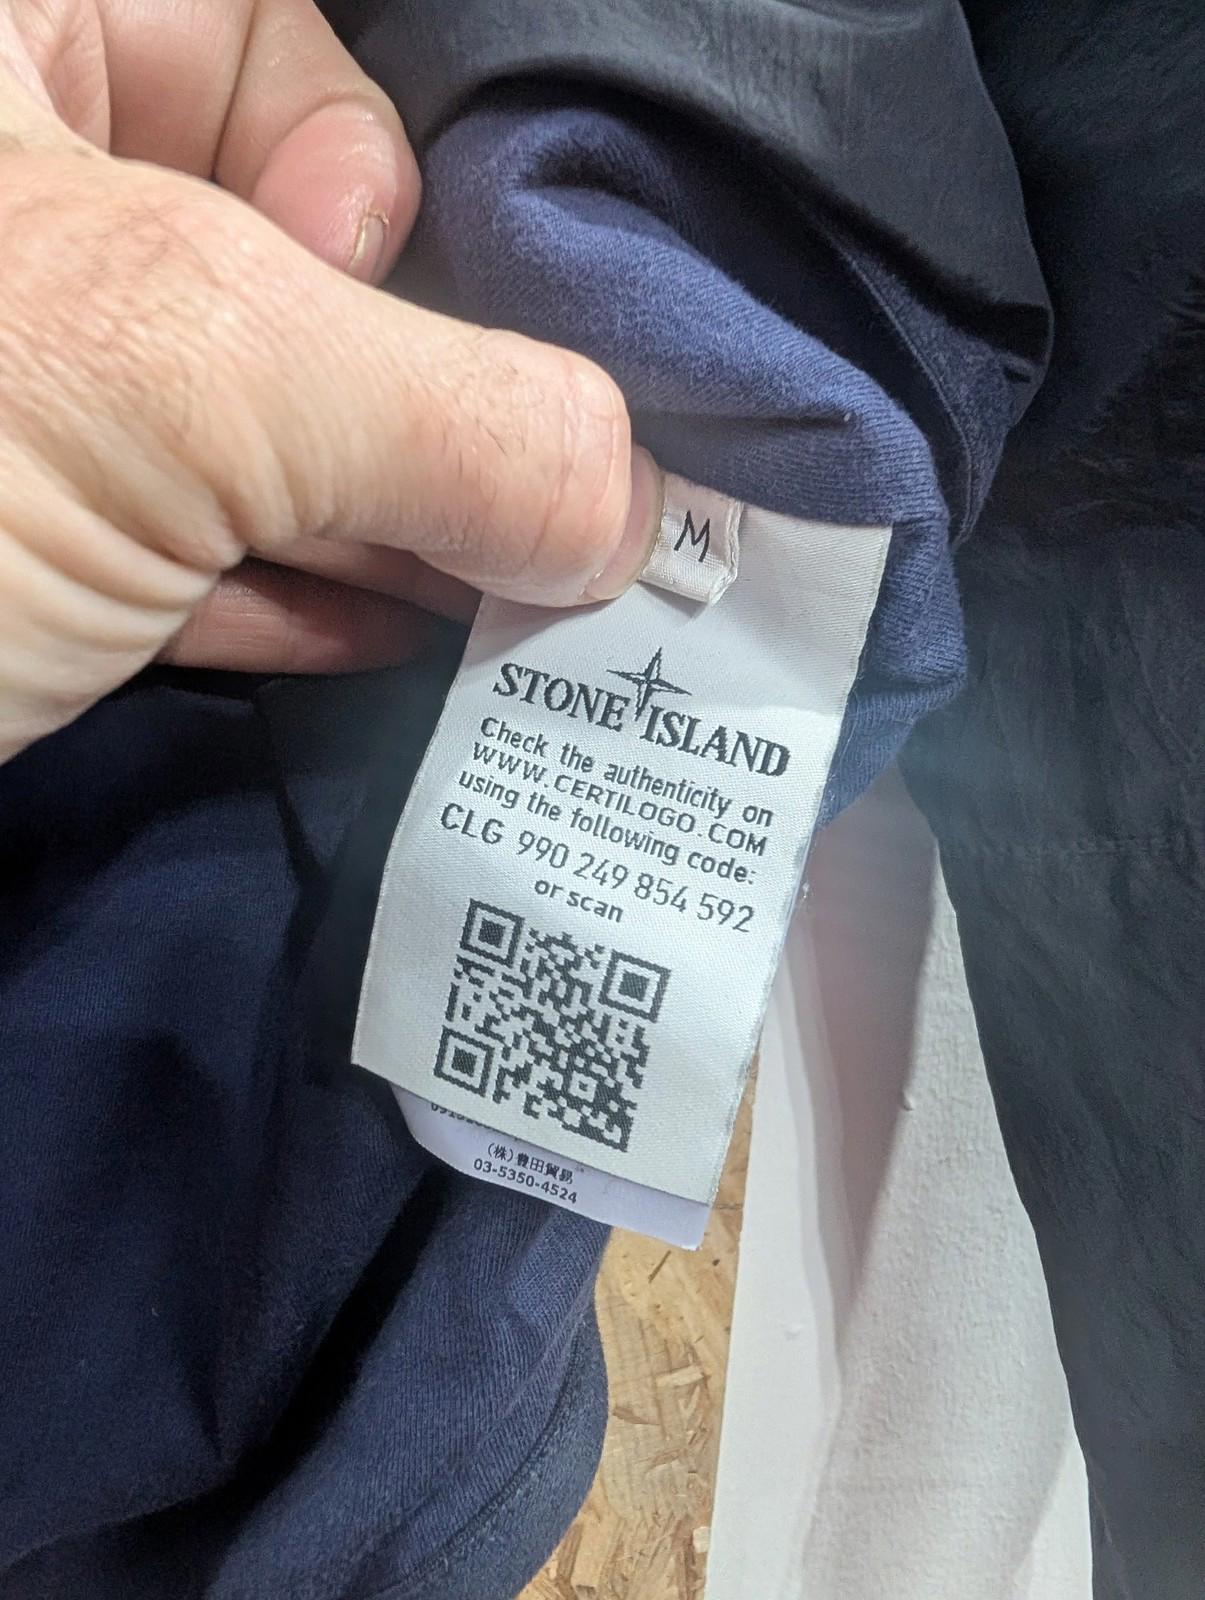 M
STONE ISLAND
Check the authenticity on
WWW.CERTILOGO.COM
using the following code:
CLG 990 249 854 592
or scan
(株)豊田貿易
03-5350-4524